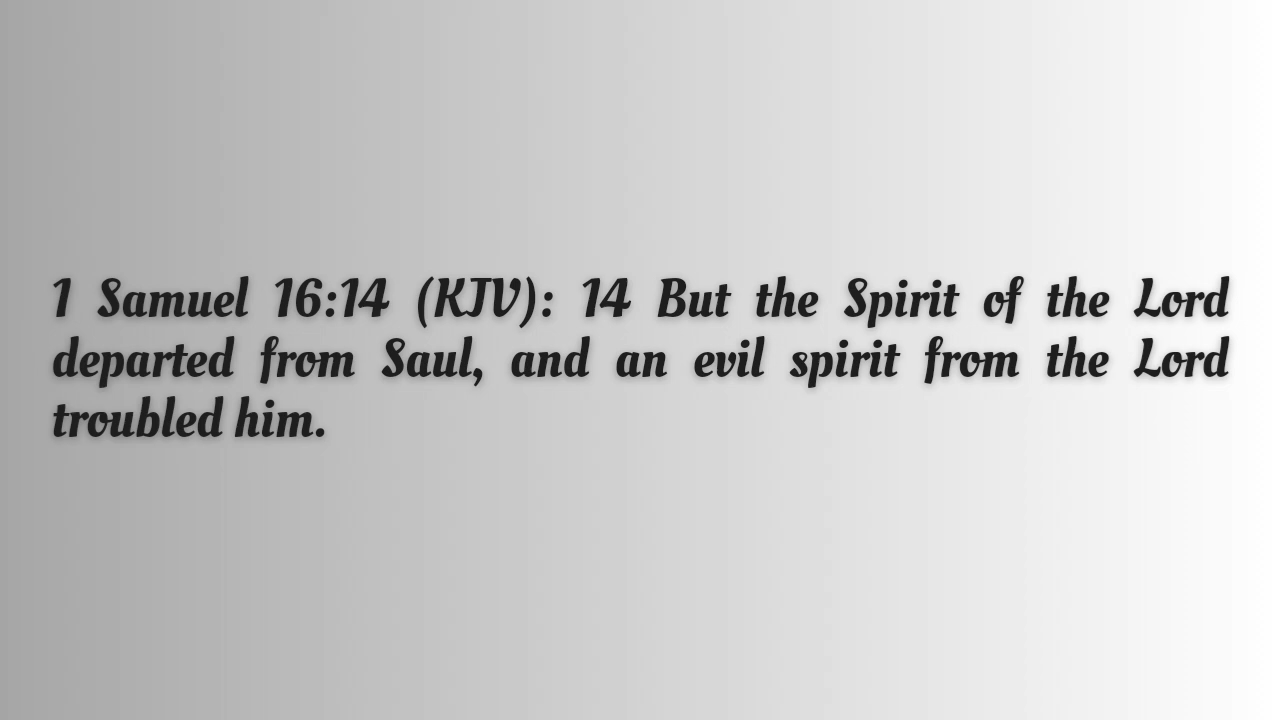 1 Samuel 16:14 (KJV): 14 But the Spirit of the Lord
departed from Saul, and an evil spirit from the Lord
troubled him.